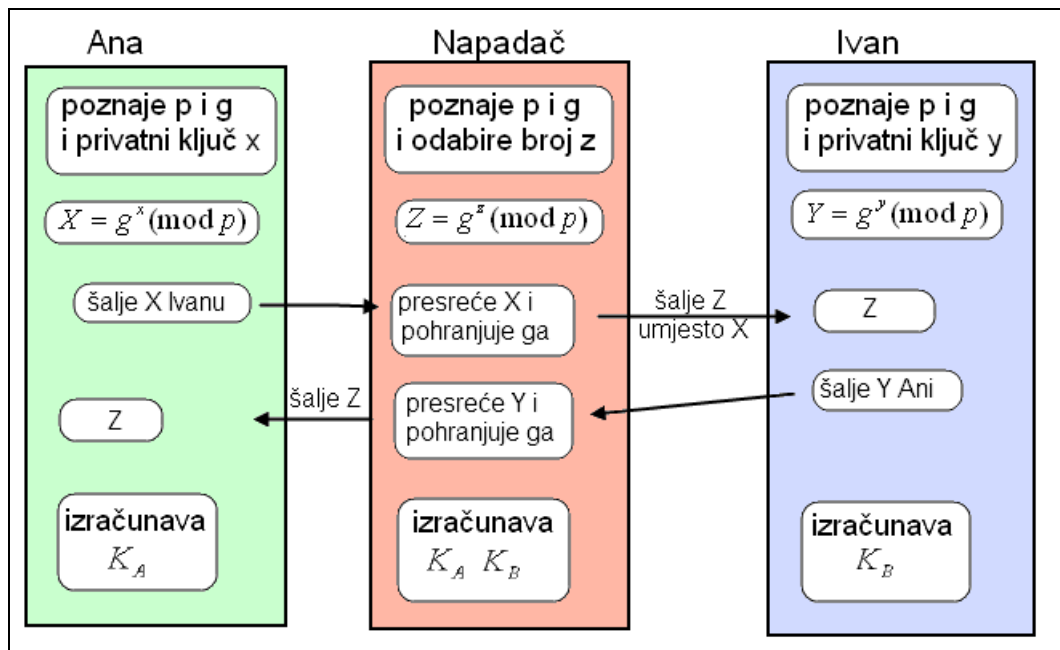 Ana
poznaje p i g
i privatni ključ x
X = g^x (mod p)
šalje X Ivanu
Z
izračunava
K_A
šalje Z
Napadač
poznaje p i g
i odabire broj z
Z = g^z (mod p)
presreće X i
pohranjuje ga
presreće Y i
pohranjuje ga
izračunava
K_A K_B
šalje Z
umjesto X
Ivan
poznaje p i g
i privatni ključ y
Y = g^y (mod p)
Z
šalje Y Ani
izračunava
K_B